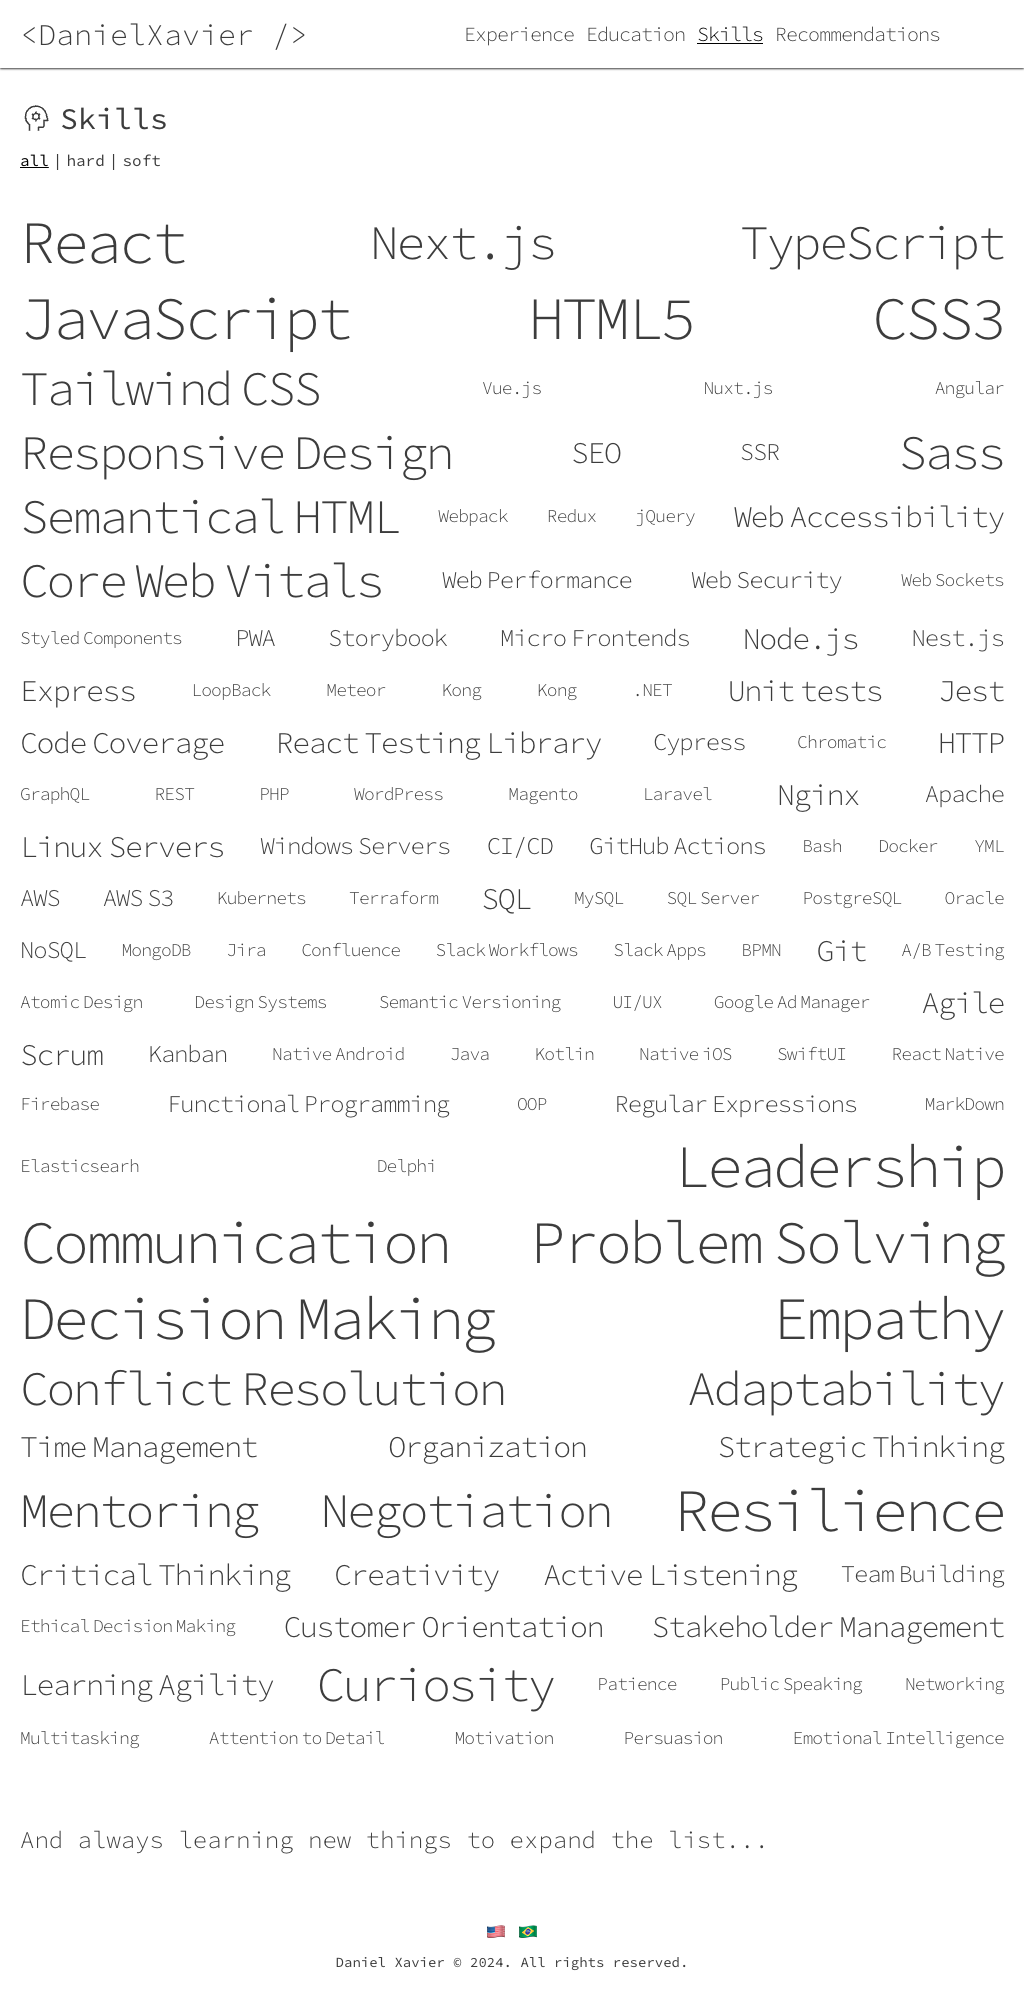 <DanielXavier /> Experience Education Skills Recommendations
Skills
all | hard | soft
React Next.js TypeScript
JavaScript HTML5 CSS3
Tailwind CSS Vue.js Nuxt.js Angular
Responsive Design SEO SSR Sass
Semantical HTML Webpack Redux jQuery Web Accessibility
Core Web Vitals Web Performance Web Security Web Sockets
Styled Components PWA Storybook Micro Frontends Node.js Nest.js
Express LoopBack Meteor Kong Kong .NET Unit tests Jest
Code Coverage React Testing Library Cypress Chromatic HTTP
GraphQL REST PHP WordPress Magento Laravel Nginx Apache
Linux Servers Windows Servers CI/CD GitHub Actions Bash Docker YML
AWS AWS S3 Kubernets Terraform SQL MySQL SQL Server PostgreSQL Oracle
NoSQL MongoDB Jira Confluence Slack Workflows Slack Apps BPMN Git A/B Testing
Atomic Design Design Systems Semantic Versioning UI/UX Google Ad Manager Agile
Scrum Kanban Native Android Java Kotlin Native iOS SwiftUI React Native
Firebase Functional Programming OOP Regular Expressions MarkDown
Elasticsearh Delphi Leadership
Communication Problem Solving
Decision Making Empathy
Conflict Resolution Adaptability
Time Management Organization Strategic Thinking
Mentoring Negotiation Resilience
Critical Thinking Creativity Active Listening Team Building
Ethical Decision Making Customer Orientation Stakeholder Management
Learning Agility Curiosity Patience Public Speaking Networking
Multitasking Attention to Detail Motivation Persuasion Emotional Intelligence
And always learning new things to expand the list...
Daniel Xavier © 2024. All rights reserved.